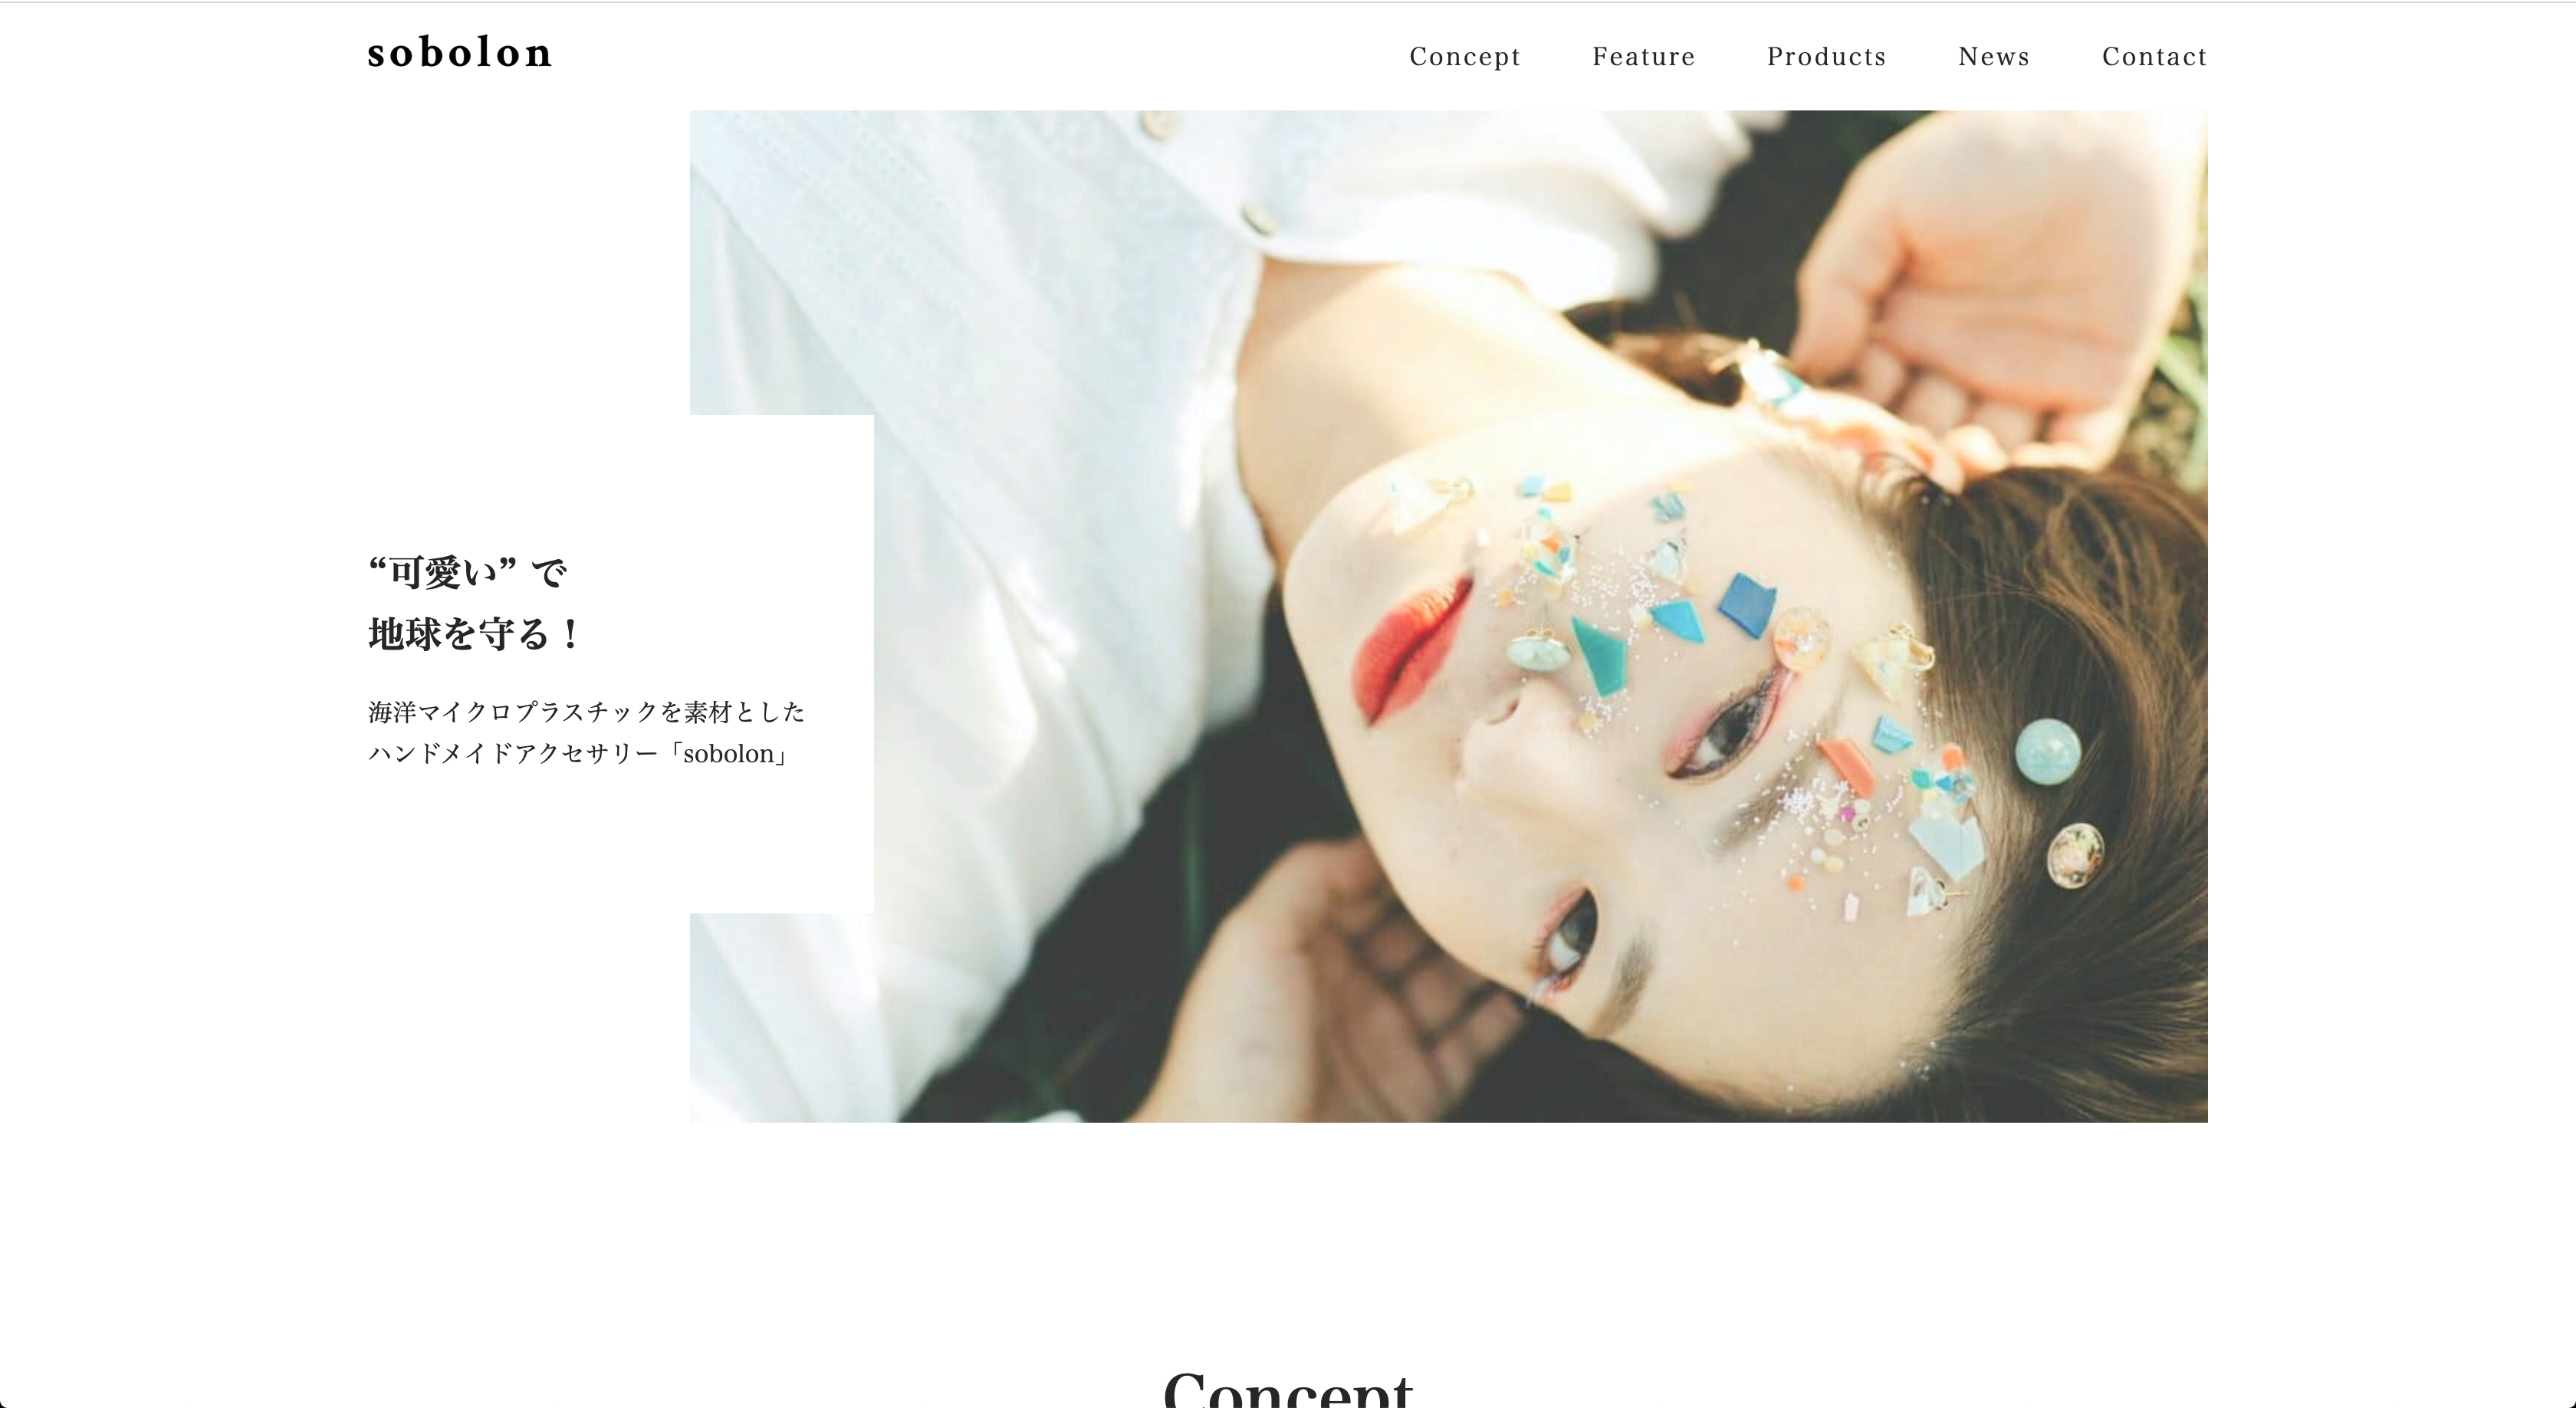 sobolon
Concept Feature Products News Contact
“可愛い” で
地球を守る！
海洋マイクロプラスチックを素材とした
ハンドメイドアクセサリー「sobolon」
Concept